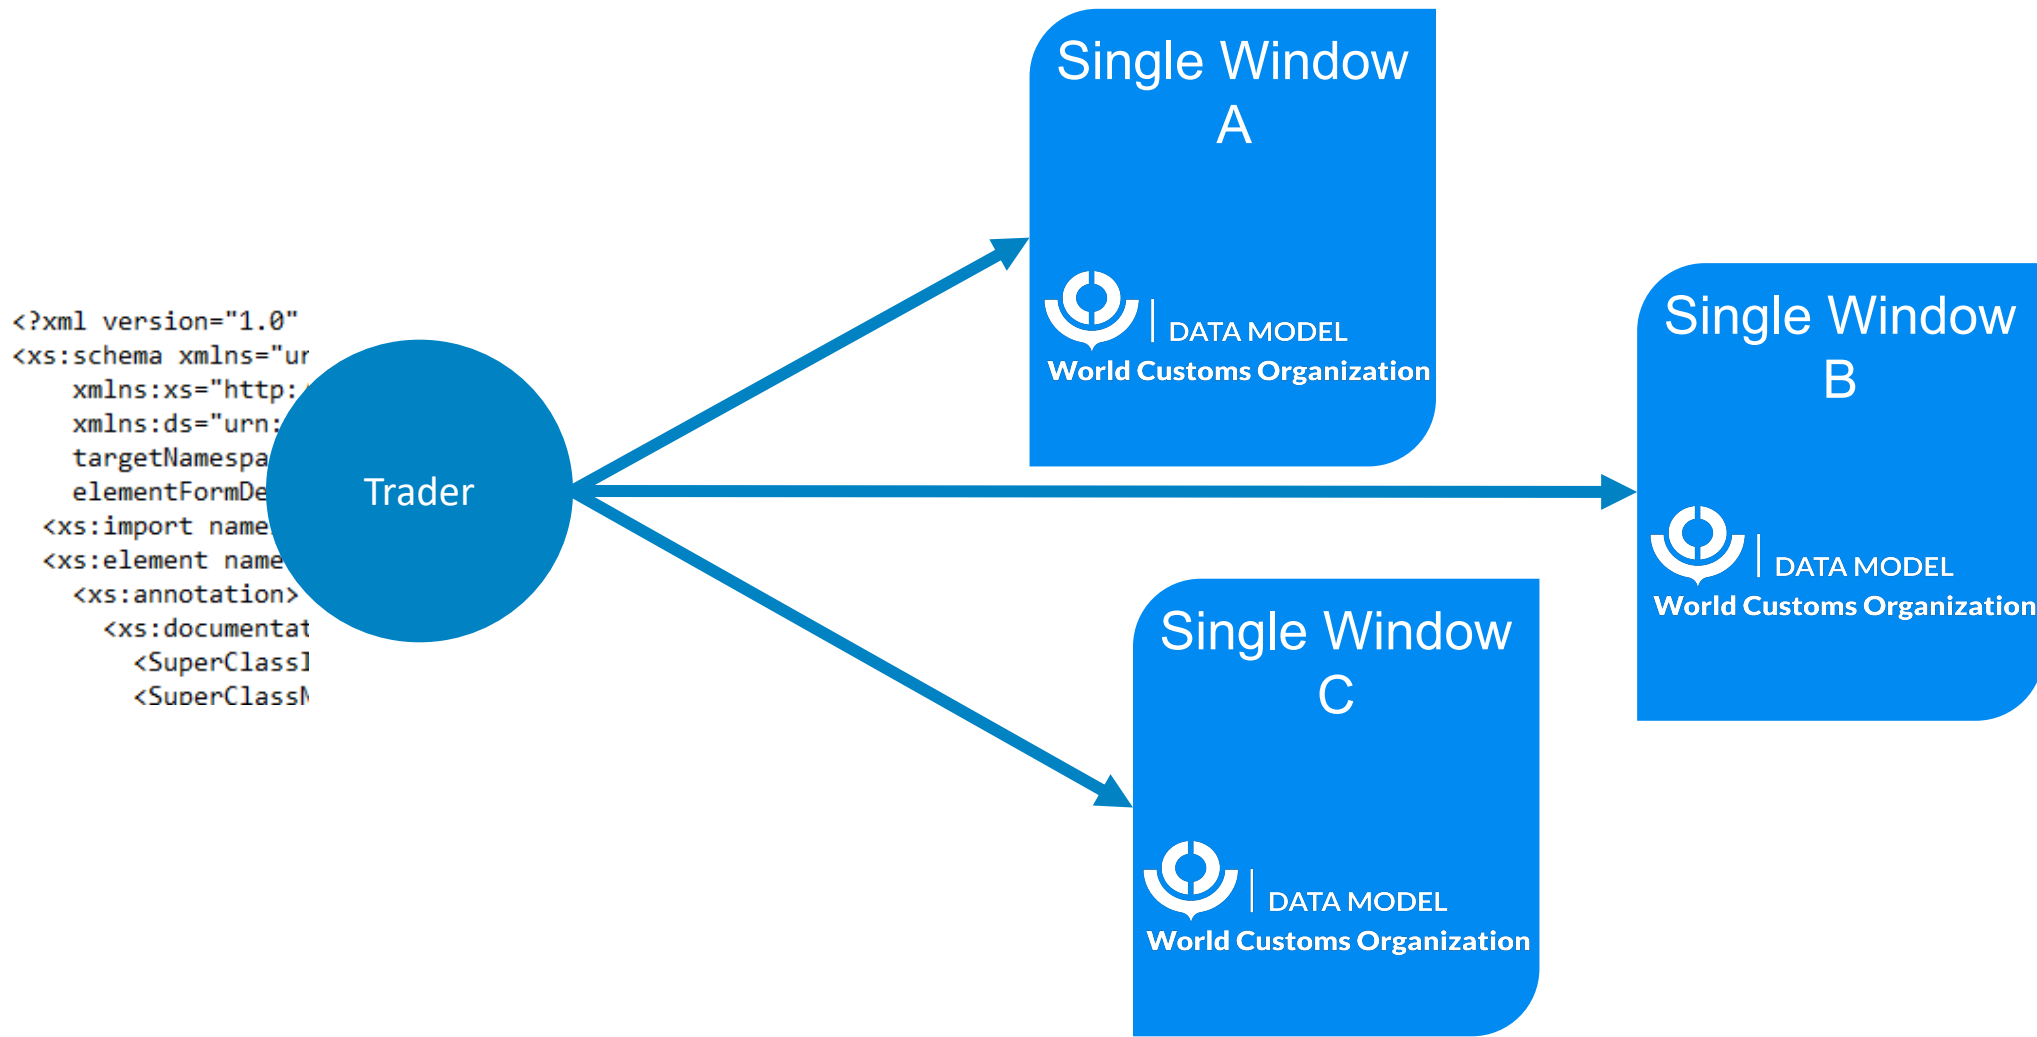 <?xml version="1.0"
<xs:schema xmlns="ur
xmlns:xs="http:
xmlns:ds="urn:
targetNamespa
elementFormDe
<xs:import name
<xs:element name
<xs:annotation>
<xs:documentat
<SuperClassI
<SuperClassN
Trader
Single Window
A
DATA MODEL
World Customs Organization
Single Window
B
DATA MODEL
World Customs Organization
Single Window
C
DATA MODEL
World Customs Organization